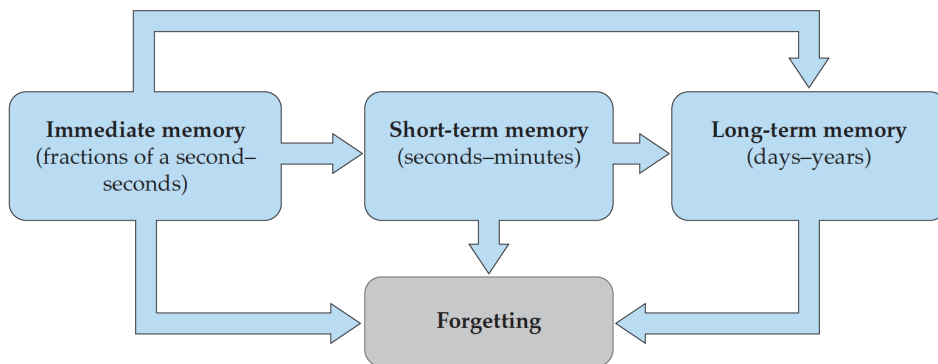 Immediate memory
(fractions of a second–
seconds)
Short-term memory
(seconds–minutes)
Long-term memory
(days–years)
Forgetting